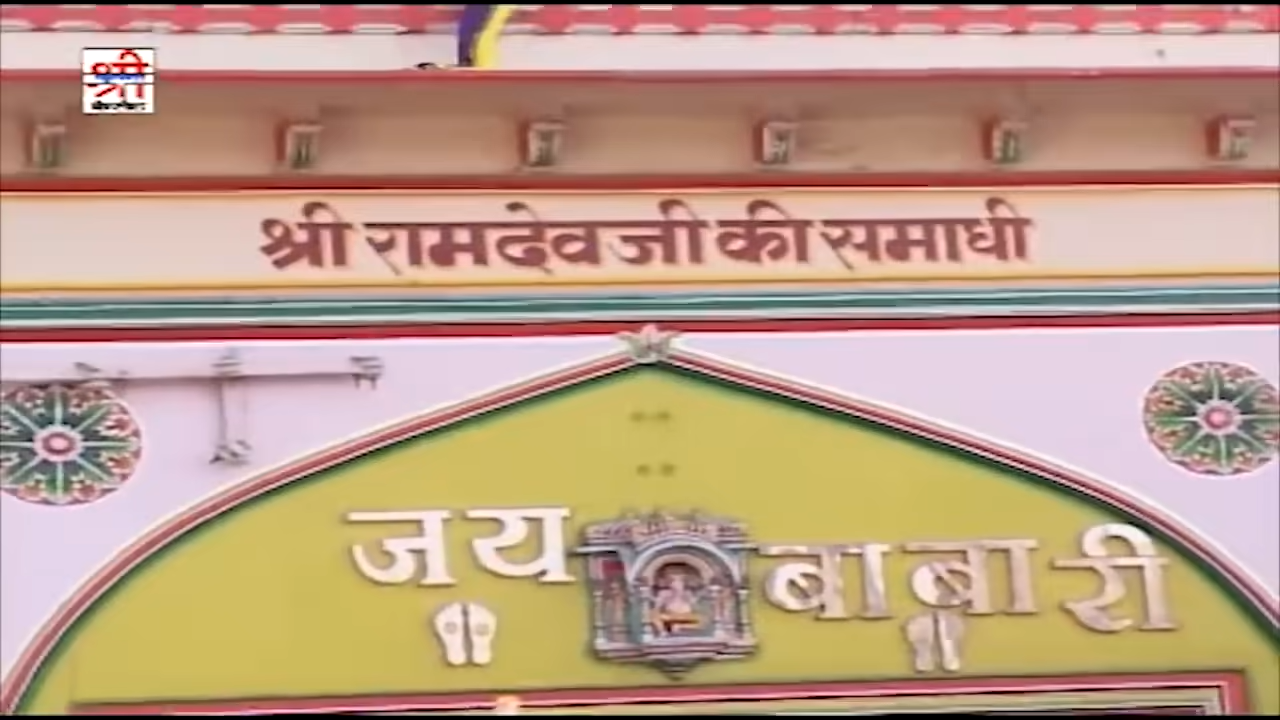 श्री
श्री रामदेवजी की समाधी
जय बाबा री